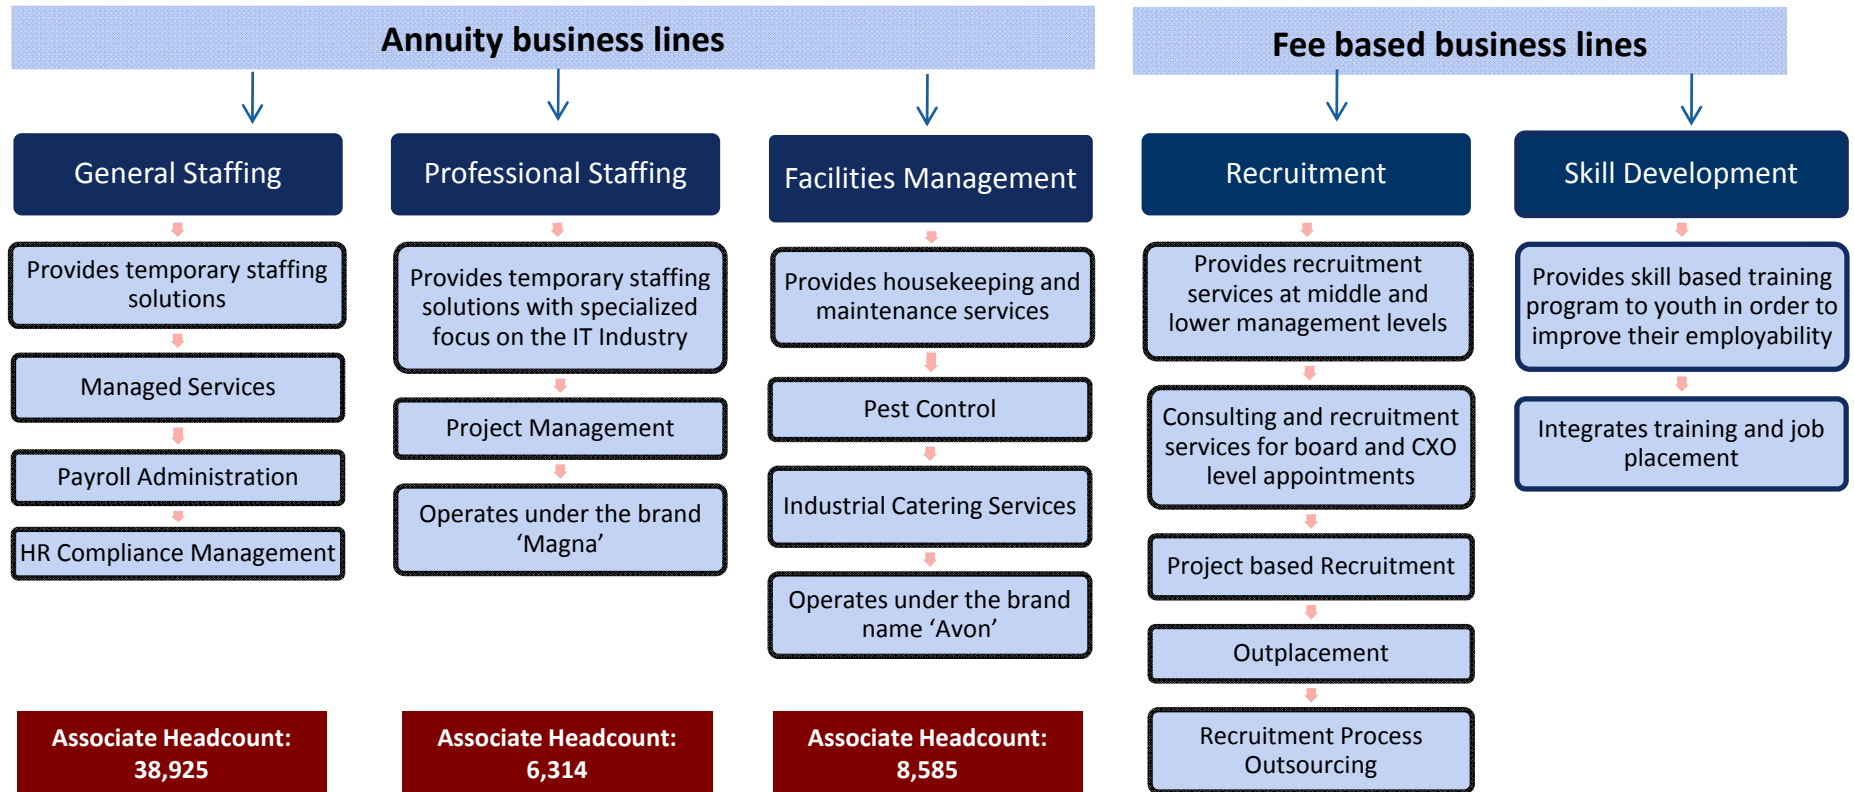 Annuity business lines
Fee based business lines
General Staffing
Provides temporary staffing
solutions
Managed Services
Payroll Administration
HR Compliance Management
Associate Headcount:
38,925
Professional Staffing
Provides temporary staffing
solutions with specialized
focus on the IT Industry
Project Management
Operates under the brand
‘Magna’
Associate Headcount:
6,314
Facilities Management
Provides housekeeping and
maintenance services
Pest Control
Industrial Catering Services
Operates under the brand
name ‘Avon’
Associate Headcount:
8,585
Recruitment
Provides recruitment
services at middle and
lower management levels
Consulting and recruitment
services for board and CXO
level appointments
Project based Recruitment
Outplacement
Recruitment Process
Outsourcing
Skill Development
Provides skill based training
program to youth in order to
improve their employability
Integrates training and job
placement